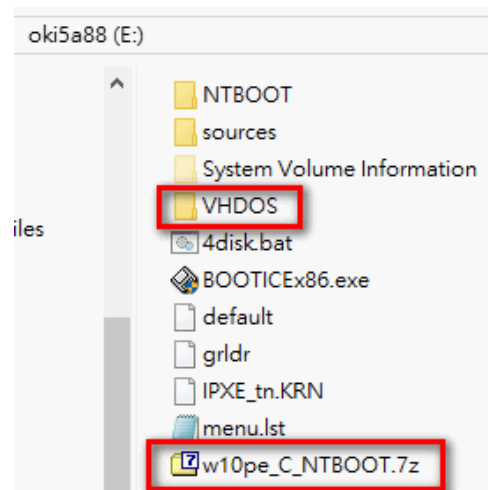 oki5a88 (E:)
NTBOOT
sources
System Volume Information
VHDOS
iles
4disk.bat
BOOTICEx86.exe
default
grldr
IPXE_tn.KRN
menu.lst
w10pe_C_NTBOOT.7z